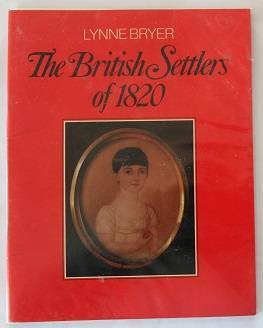 LYNNE BRYER
The British Settlers
of 1820